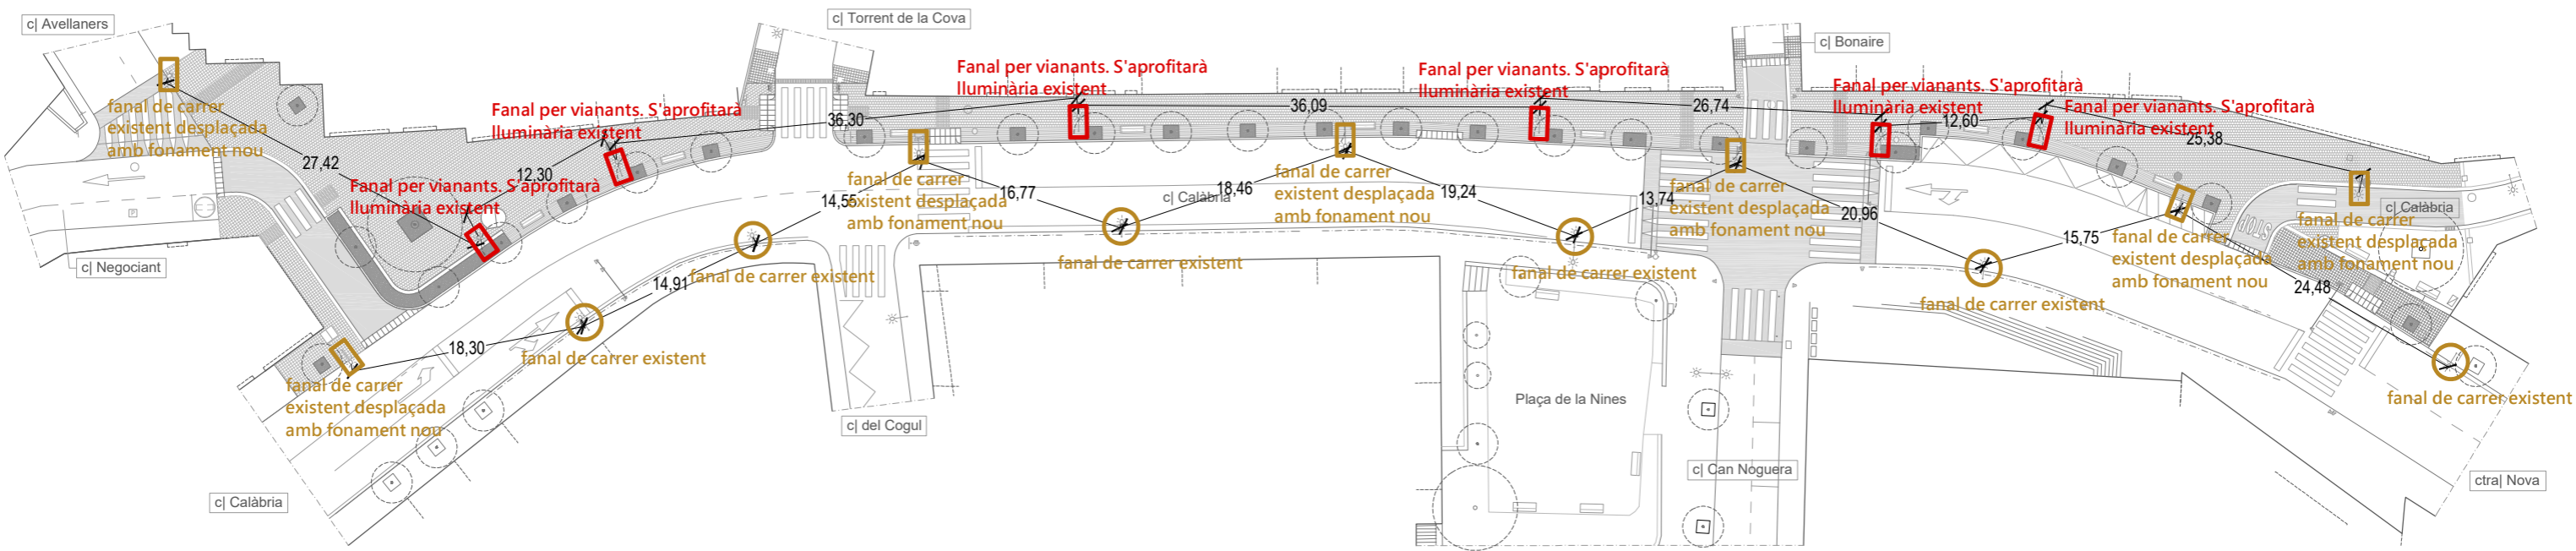 c| Avellaners
c| Torrent de la Cova
c| Bonaire
fanal de carrer
existent desplaçada
amb fonament nou
27,42
Fanal per vianants. S'aprofitarà
lluminària existent
12,30
Fanal per vianants. S'aprofitarà
lluminària existent
36,30
Fanal per vianants. S'aprofitarà
lluminària existent
36,09
Fanal per vianants. S'aprofitarà
lluminària existent
26,74
Fanal per vianants. S'aprofitarà
lluminària existent
12,60
Fanal per vianants. S'aprofitarà
lluminària existent
25,38
c| Negociant
fanal de carrer
existent desplaçada
amb fonament nou
18,30
fanal de carrer existent
14,91
fanal de carrer existent
14,55
fanal de carrer
existent desplaçada
amb fonament nou
16,77
c| Calàbria
fanal de carrer existent
18,46
fanal de carrer
existent desplaçada
amb fonament nou
19,24
fanal de carrer existent
13,74
fanal de carrer
existent desplaçada
amb fonament nou
20,96
fanal de carrer existent
15,75
fanal de carrer
existent desplaçada
amb fonament nou
c| Calàbria
fanal de carrer
existent desplaçada
amb fonament nou
24,48
fanal de carrer existent
c| Calàbria
c| del Cogul
Plaça de la Nines
c| Can Noguera
ctra| Nova